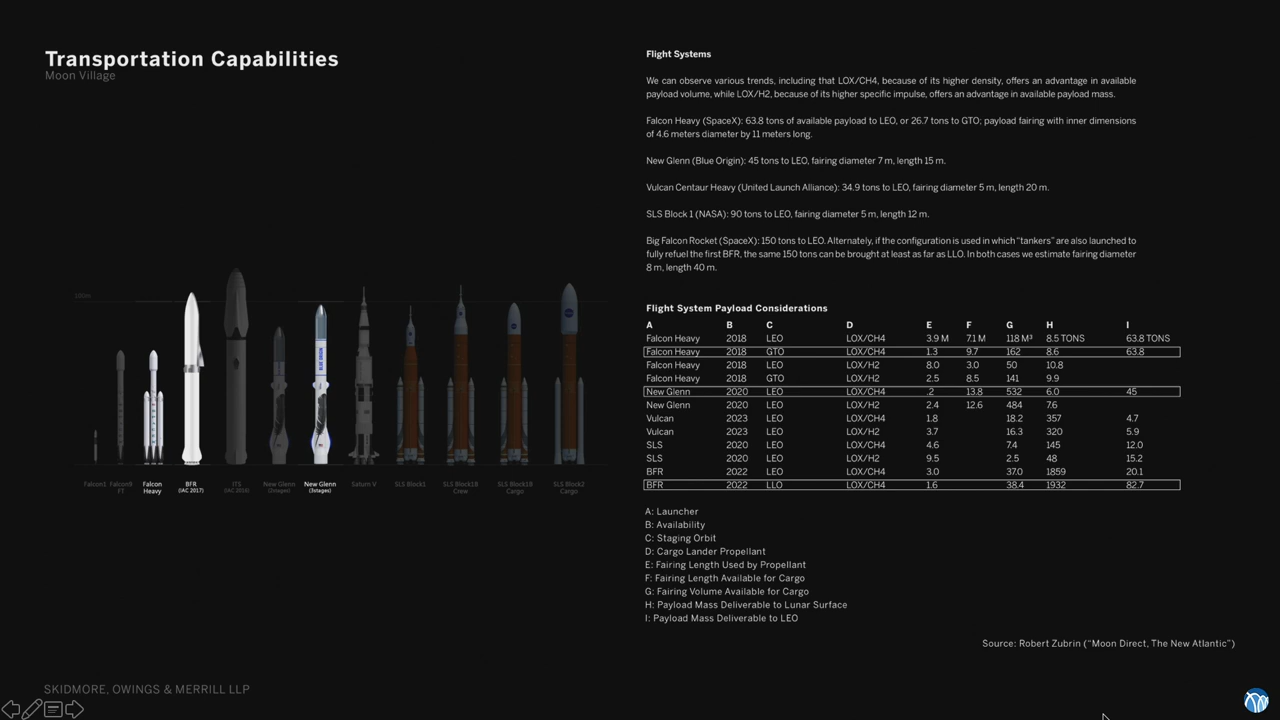 Transportation Capabilities
Moon Village
Flight Systems
We can observe various trends, including that LOX/CH4, because of its higher density, offers an advantage in available
payload volume, while LOX/H2, because of its higher specific impulse, offers an advantage in available payload mass.
Falcon Heavy (SpaceX): 63.8 tons of available payload to LEO, or 26.7 tons to GTO; payload fairing with inner dimensions
of 4.6 meters diameter by 11 meters long.
New Glenn (Blue Origin): 45 tons to LEO, fairing diameter 7 m, length 15 m.
Vulcan Centaur Heavy (United Launch Alliance): 34.9 tons to LEO, fairing diameter 5 m, length 20 m.
SLS Block 1 (NASA): 90 tons to LEO, fairing diameter 5 m, length 12 m.
Big Falcon Rocket (SpaceX): 150 tons to LEO. Alternately, if the configuration is used in which “tankers” are also launched to
fully refuel the first BFR, the same 150 tons can be brought at least as far as LLO. In both cases we estimate fairing diameter
8 m, length 40 m.
100m
Falcon1 Falcon9 FT
Falcon Heavy
BFR (IAC 2017)
ITS (IAC 2016)
New Glenn (2stages)
New Glenn (3stages)
Saturn V
SLS Block1
SLS Block1B Crew
SLS Block1B Cargo
SLS Block2 Cargo
Flight System Payload Considerations
A B C D E F G H I
Falcon Heavy 2018 LEO LOX/CH4 3.9 M 7.1 M 118 M³ 8.5 TONS 63.8 TONS
Falcon Heavy 2018 GTO LOX/CH4 1.3 9.7 162 8.6 63.8
Falcon Heavy 2018 LEO LOX/H2 8.0 3.0 50 10.8
Falcon Heavy 2018 GTO LOX/H2 2.5 8.5 141 9.9
New Glenn 2020 LEO LOX/CH4 .2 13.8 532 6.0 45
New Glenn 2020 LEO LOX/H2 2.4 12.6 484 7.6
Vulcan 2023 LEO LOX/CH4 1.8 18.2 357 4.7
Vulcan 2023 LEO LOX/H2 3.7 16.3 320 5.9
SLS 2020 LEO LOX/CH4 4.6 7.4 145 12.0
SLS 2020 LEO LOX/H2 9.5 2.5 48 15.2
BFR 2022 LEO LOX/CH4 3.0 37.0 1859 20.1
BFR 2022 LLO LOX/CH4 1.6 38.4 1932 82.7
A: Launcher
B: Availability
C: Staging Orbit
D: Cargo Lander Propellant
E: Fairing Length Used by Propellant
F: Fairing Length Available for Cargo
G: Fairing Volume Available for Cargo
H: Payload Mass Deliverable to Lunar Surface
I: Payload Mass Deliverable to LEO
Source: Robert Zubrin (“Moon Direct, The New Atlantic”)
SKIDMORE, OWINGS & MERRILL LLP